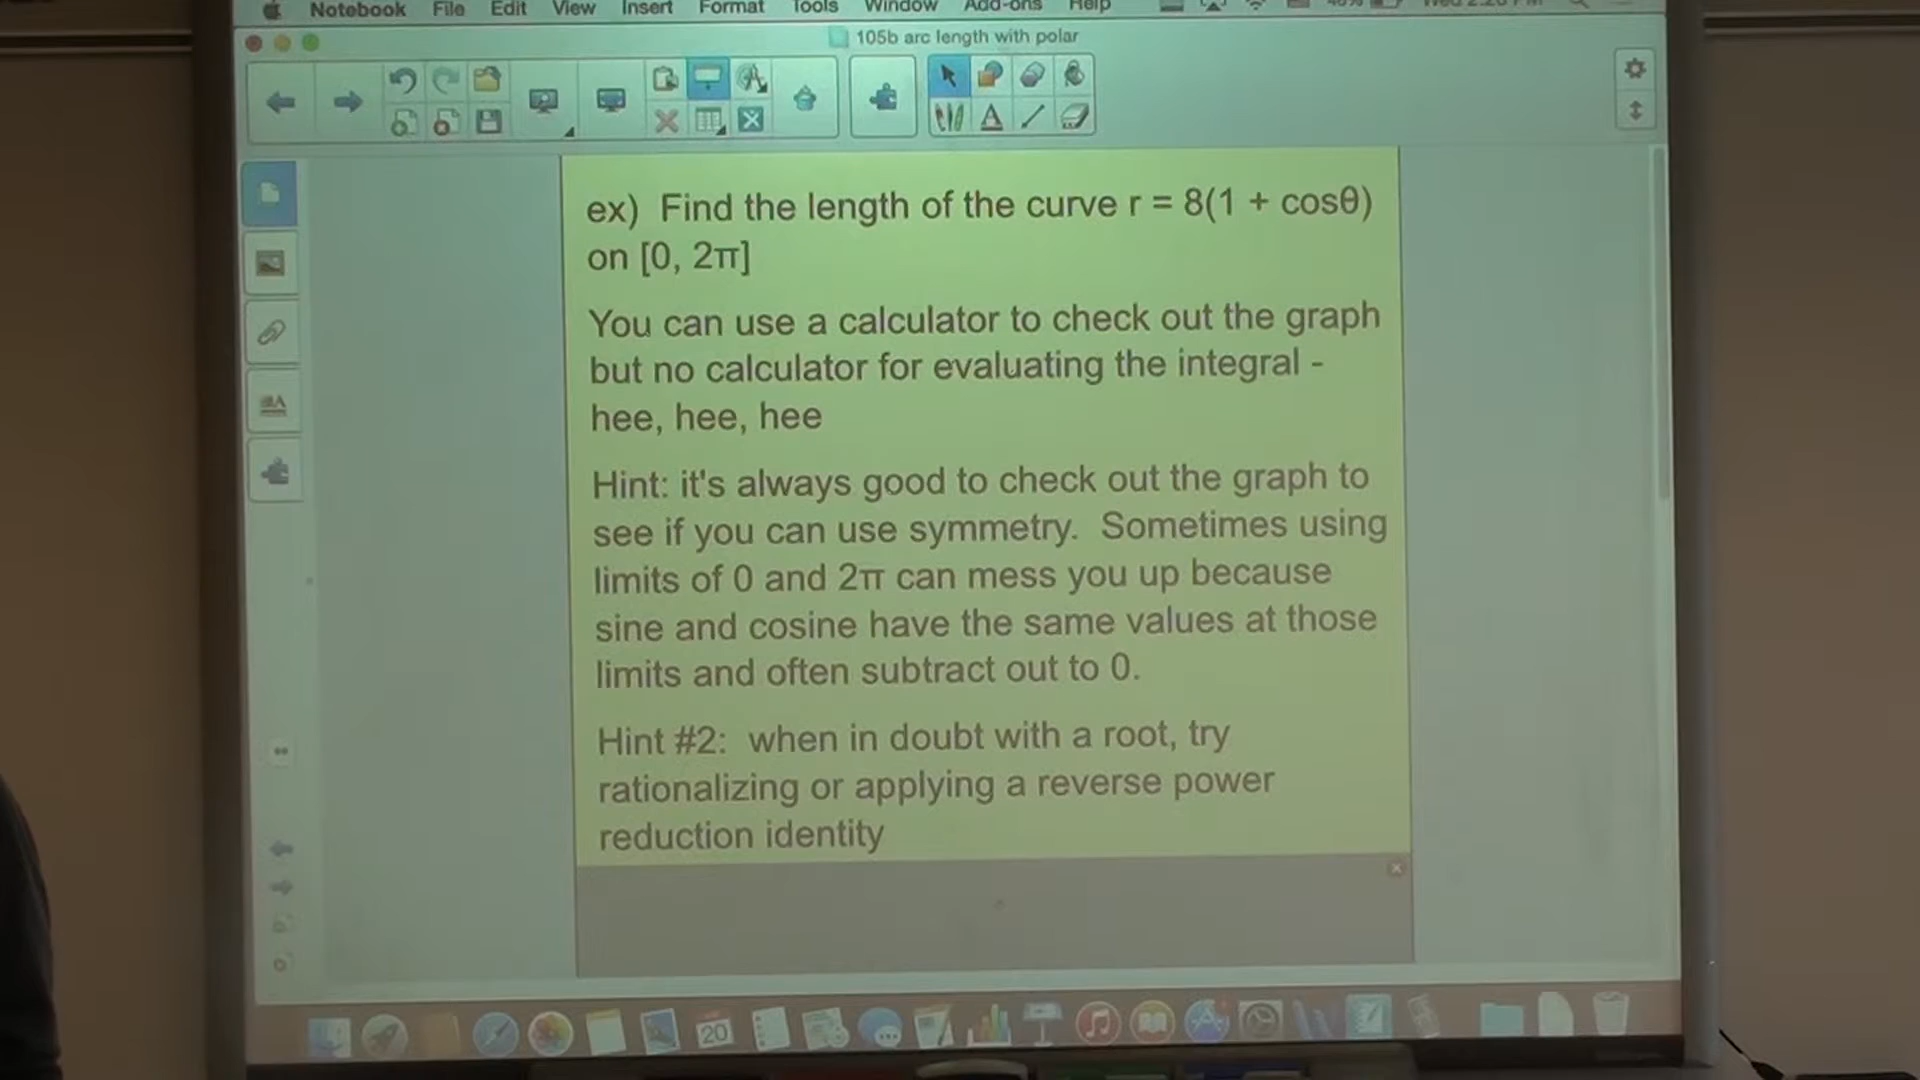 Notebook File Edit View Insert Format Tools Window Add-ons Help
105b arc length with polar
ex) Find the length of the curve r = 8(1 + cosθ)
on [0, 2π]
You can use a calculator to check out the graph
but no calculator for evaluating the integral -
hee, hee, hee
Hint: it's always good to check out the graph to
see if you can use symmetry. Sometimes using
limits of 0 and 2π can mess you up because
sine and cosine have the same values at those
limits and often subtract out to 0.
Hint #2: when in doubt with a root, try
rationalizing or applying a reverse power
reduction identity
20